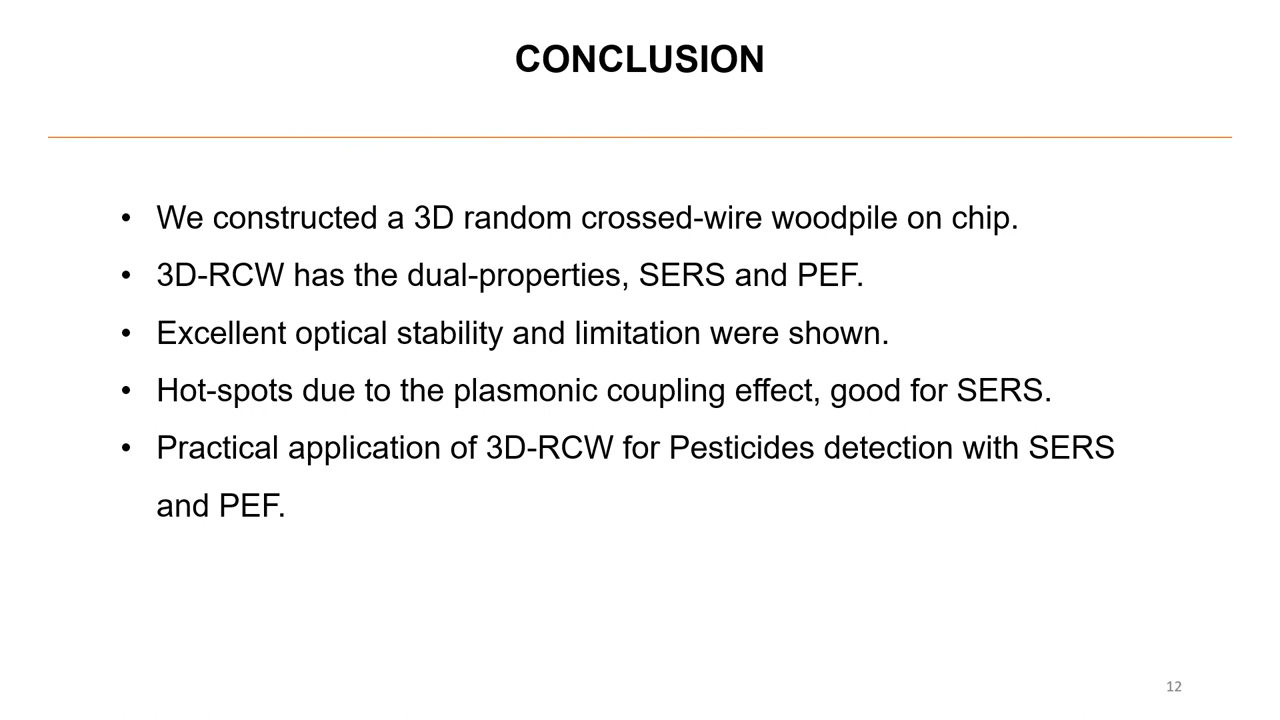 CONCLUSION
• We constructed a 3D random crossed-wire woodpile on chip.
• 3D-RCW has the dual-properties, SERS and PEF.
• Excellent optical stability and limitation were shown.
• Hot-spots due to the plasmonic coupling effect, good for SERS.
• Practical application of 3D-RCW for Pesticides detection with SERS
and PEF.
12